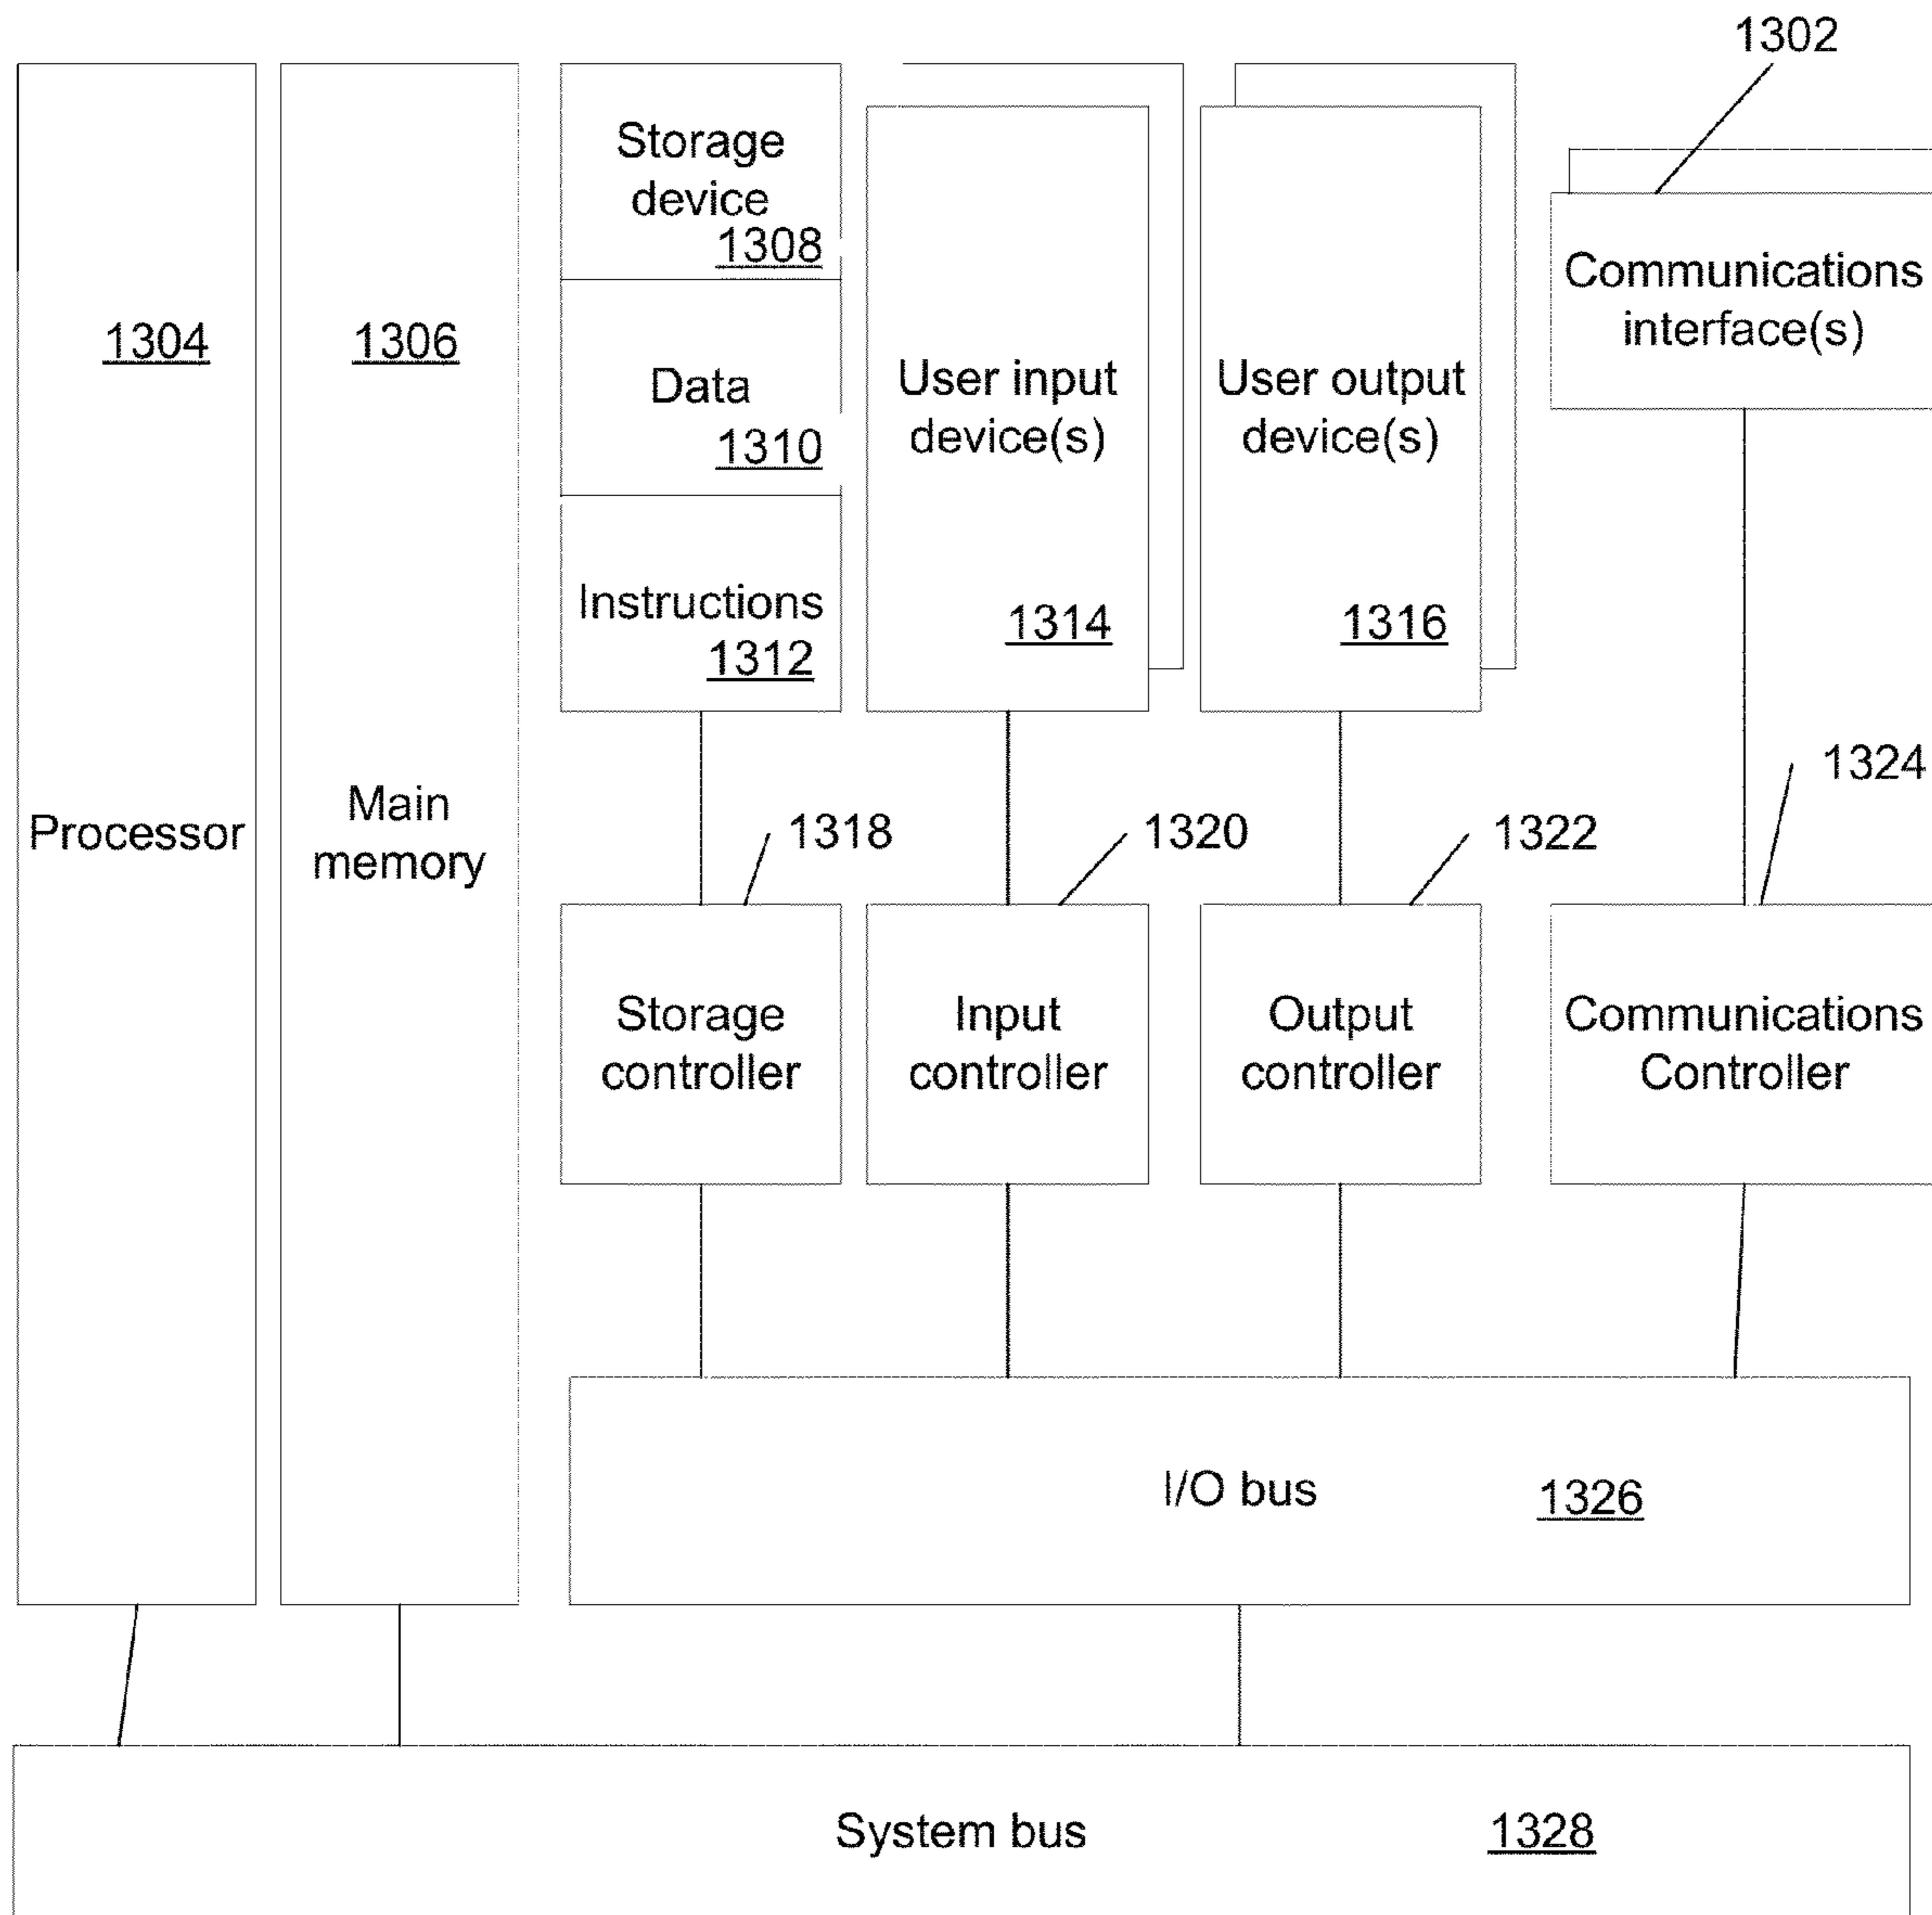 1302
Storage
device
1308
Communications
interface(s)
1304
1306
Data
1310
User input
device(s)
User output
device(s)
Instructions
1312
1314
1316
1324
Processor
Main
memory
1318
1320
1322
Storage
controller
Input
controller
Output
controller
Communications
Controller
I/O bus
1326
System bus
1328